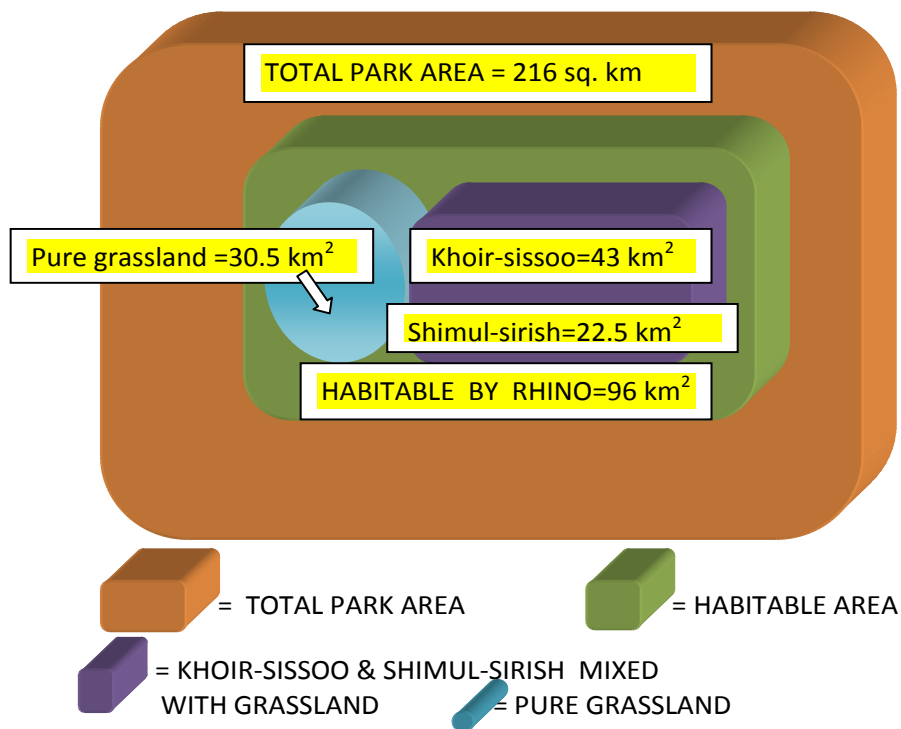 TOTAL PARK AREA = 216 sq. km
Pure grassland =30.5 km²
Khoir-sissoo=43 km²
Shimul-sirish=22.5 km²
HABITABLE BY RHINO=96 km²
= TOTAL PARK AREA
= HABITABLE AREA
= KHOIR-SISSOO & SHIMUL-SIRISH MIXED
WITH GRASSLAND
= PURE GRASSLAND